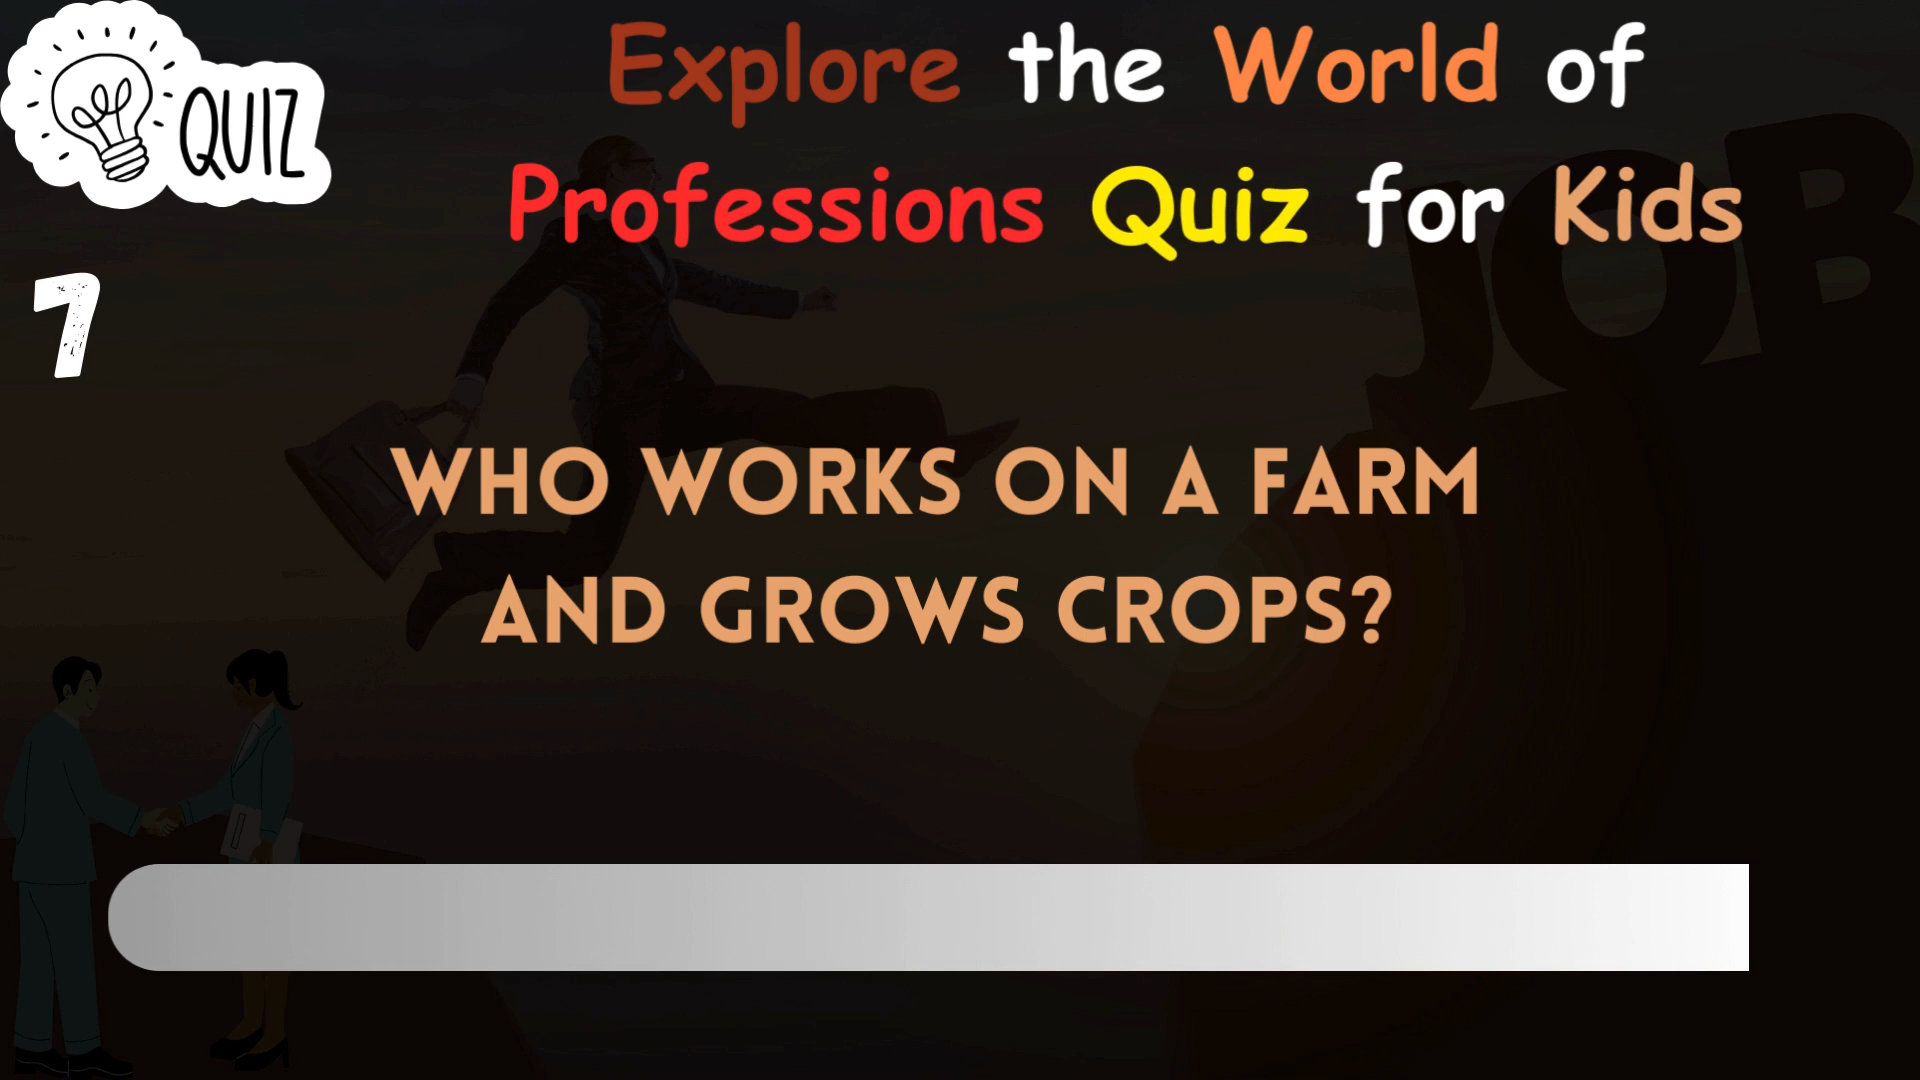 QUIZ
Explore the World of
Professions Quiz for Kids
7
WHO WORKS ON A FARM
AND GROWS CROPS?
JOB